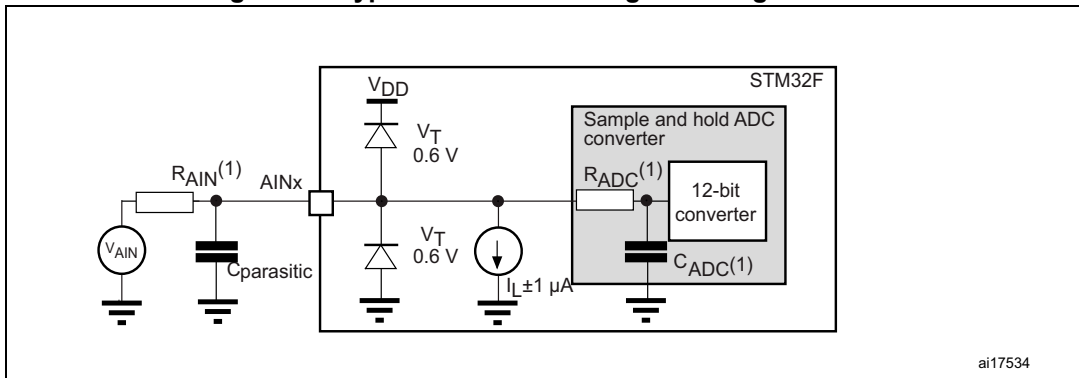 STM32F
VDD
Sample and hold ADC
converter
VT
0.6 V
RAIN(1)
AINx
RADC(1)
12-bit
converter
VAIN
Cparasitic
VT
0.6 V
IL±1 µA
CADC(1)
ai17534